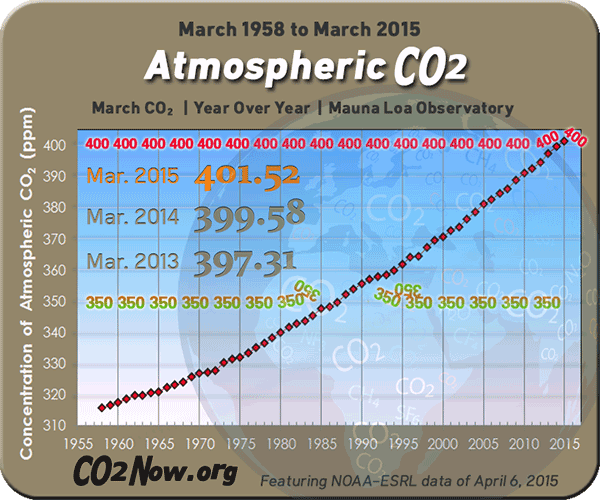 March 1958 to March 2015
Atmospheric CO2
March CO₂ | Year Over Year | Mauna Loa Observatory
Concentration of Atmospheric CO₂ (ppm)
400
400 400 400 400 400 400 400 400 400 400 400 400 400 400 400 400 400 400
Mar. 2015 401.52
390
Mar. 2014 399.58
380
370
Mar. 2013 397.31
360
350
350 350 350 350 350 350 350 350 350 350 350 350 350 350 350
340
330
320
310
CO2
CO2
CH4
SF6
1955 1960 1965 1970 1975 1980 1985 1990 1995 2000 2005 2010 2015
CO2Now.org
Featuring NOAA-ESRL data of April 6, 2015